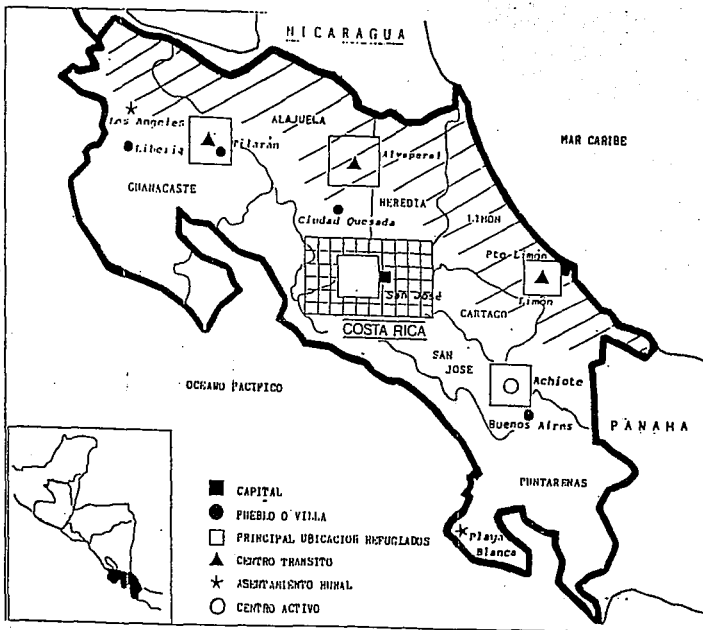 NICARAGUA
MAR CARIBE
Los Angeles
ALAJUELA
Tilarán
Liberia
Alvaperal
GUANACASTE
HEREDIA
Ciudad Quesada
LIMÓN
Pto Limón
San José
Limón
CARTAGO
COSTA RICA
SAN
JOSE
OCEANO PACIFICO
Achiote
Buenos Aires
PANAMA
PUNTARENAS
Playa
Blanca
CAPITAL
PUEBLO O VILLA
PRINCIPAL UBICACION REFUGIADOS
CENTRO TRANSITO
ASENTAMIENTO RURAL
CENTRO ACTIVO